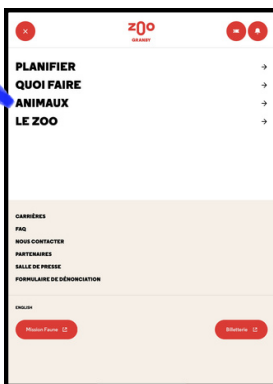 zoo
GRANBY
PLANIFIER
QUOI FAIRE
ANIMAUX
LE ZOO
CARRIÈRES
FAQ
NOUS CONTACTER
PARTENAIRES
SALLE DE PRESSE
FORMULAIRE DE DÉNONCIATION
ENGLISH
Mission Faune
Billetterie